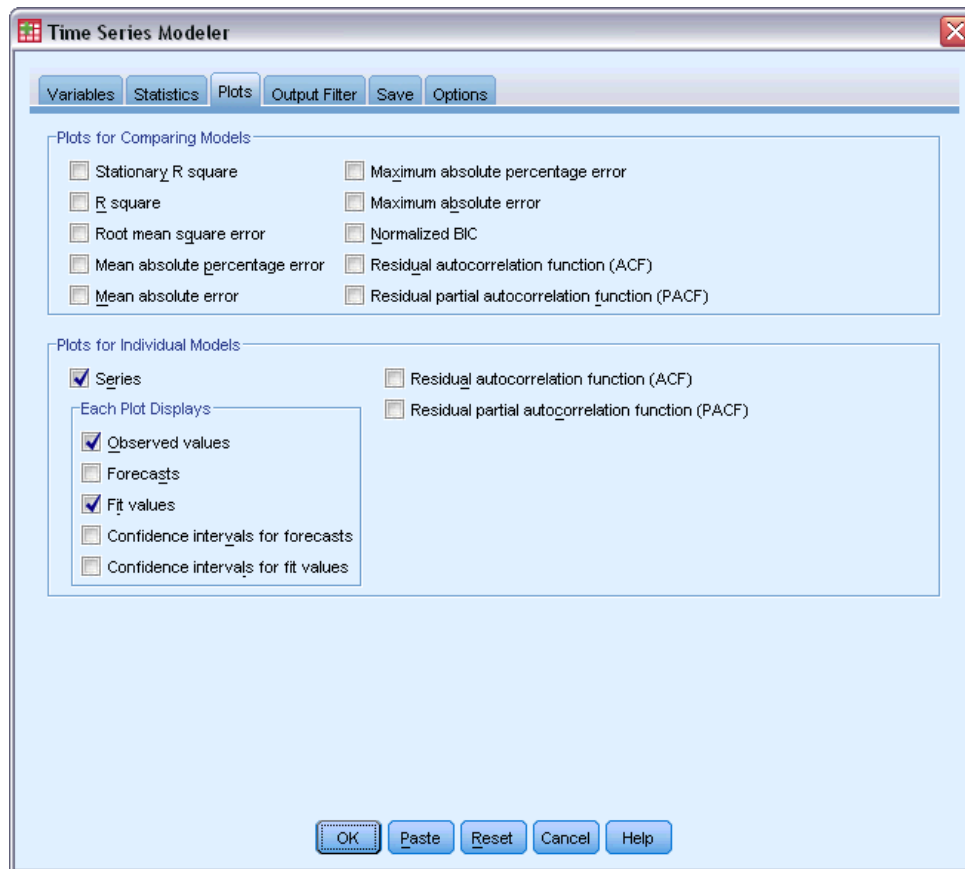 Time Series Modeler
Variables
Statistics
Plots
Output Filter
Save
Options
Plots for Comparing Models
Stationary R square
R square
Root mean square error
Mean absolute percentage error
Mean absolute error
Maximum absolute percentage error
Maximum absolute error
Normalized BIC
Residual autocorrelation function (ACF)
Residual partial autocorrelation function (PACF)
Plots for Individual Models
Series
Each Plot Displays
Observed values
Forecasts
Fit values
Confidence intervals for forecasts
Confidence intervals for fit values
Residual autocorrelation function (ACF)
Residual partial autocorrelation function (PACF)
OK
Paste
Reset
Cancel
Help